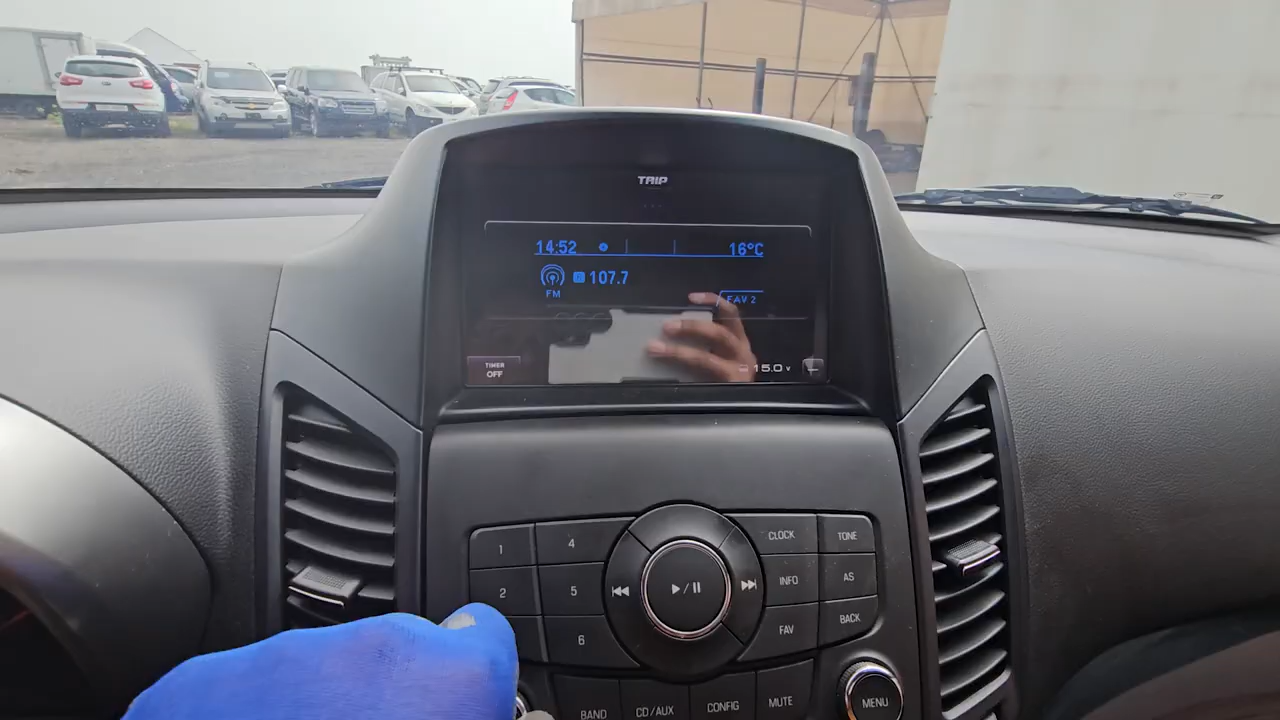 TRIP
14:52
16°C
107.7
FM
FAV 2
TIMER
OFF
15.0 v
1
4
CLOCK
TONE
2
5
INFO
AS
6
FAV
BACK
BAND
CD/AUX
CONFIG
MUTE
MENU